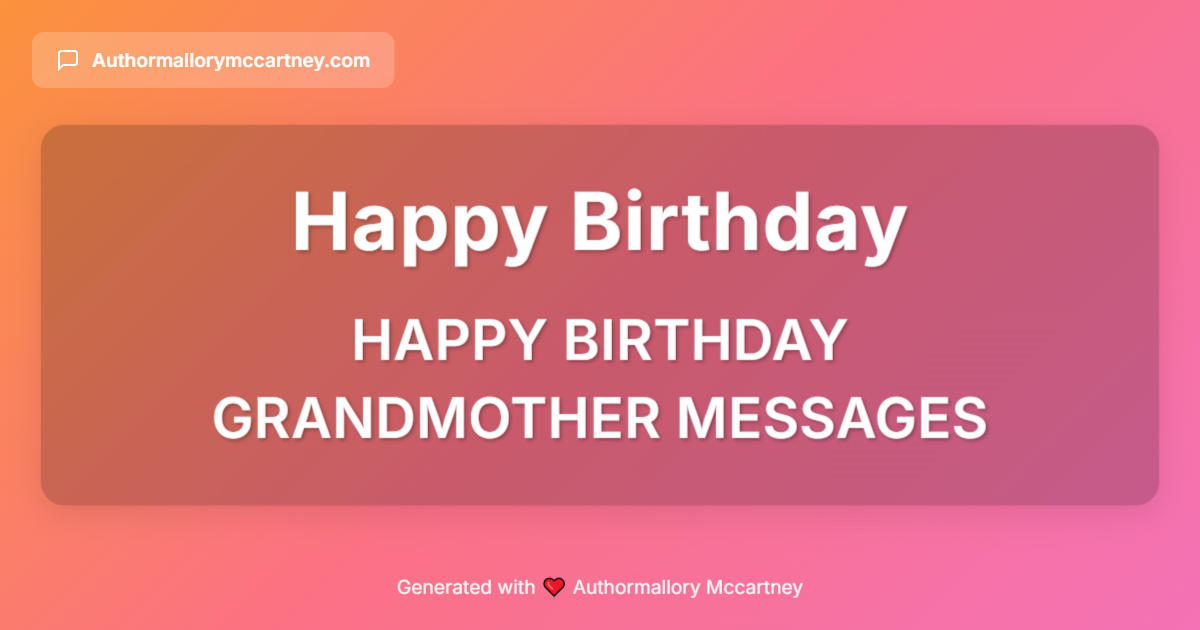 Authormallorymccartney.com
Happy Birthday
HAPPY BIRTHDAY
GRANDMOTHER MESSAGES
Generated with ❤️ Authormallory Mccartney